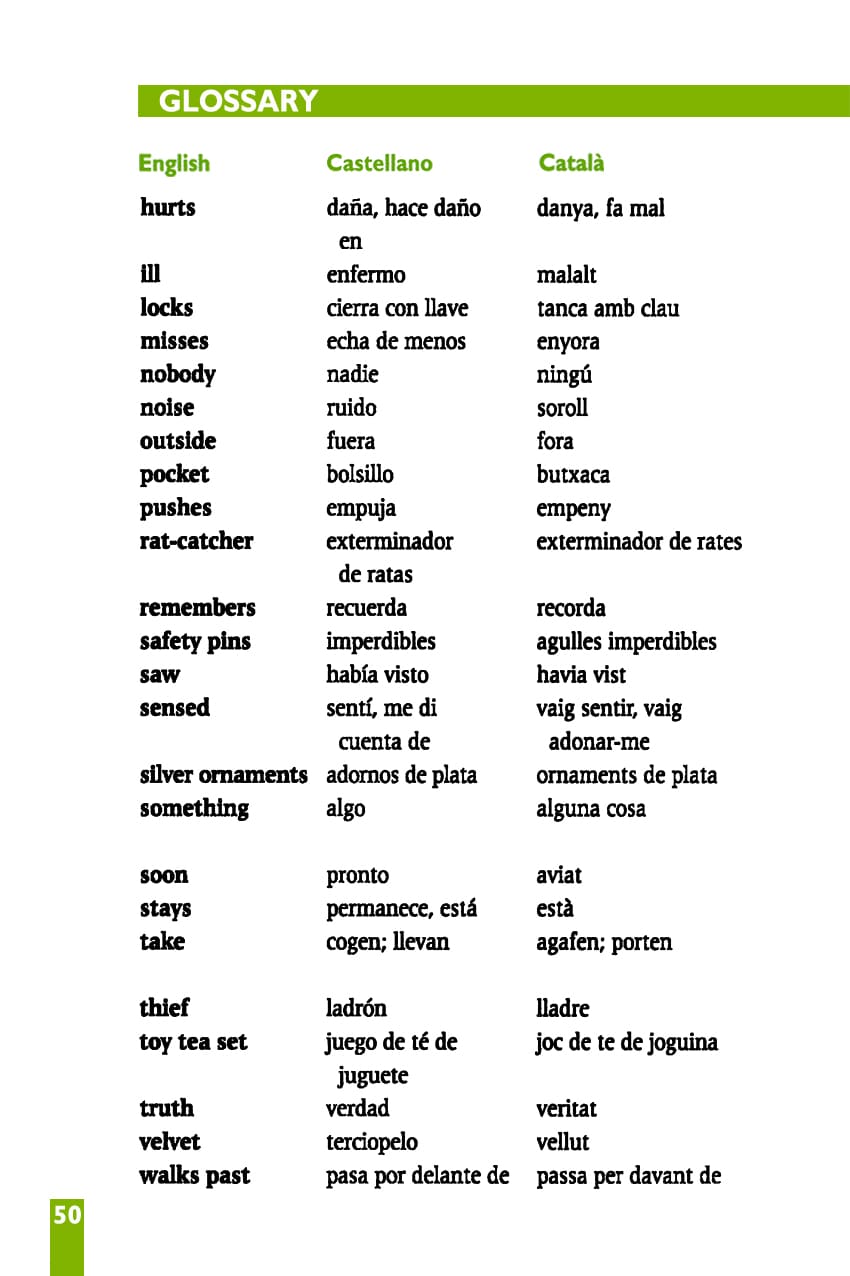 GLOSSARY
English Castellano Català
hurts daña, hace daño danya, fa mal
en
ill enfermo malalt
locks cierra con llave tanca amb clau
misses echa de menos enyora
nobody nadie ningú
noise ruido soroll
outside fuera fora
pocket bolsillo butxaca
pushes empuja empeny
rat-catcher exterminador exterminador de rates
de ratas
remembers recuerda recorda
safety pins imperdibles agulles imperdibles
saw había visto havia vist
sensed sentí, me di vaig sentir, vaig
cuenta de adonar-me
silver ornaments adornos de plata ornaments de plata
something algo alguna cosa
soon pronto aviat
stays permanece, está està
take cogen; llevan agafen; porten
thief ladrón lladre
toy tea set juego de té de joc de te de joguina
juguete
truth verdad veritat
velvet terciopelo vellut
walks past pasa por delante de passa per davant de
50